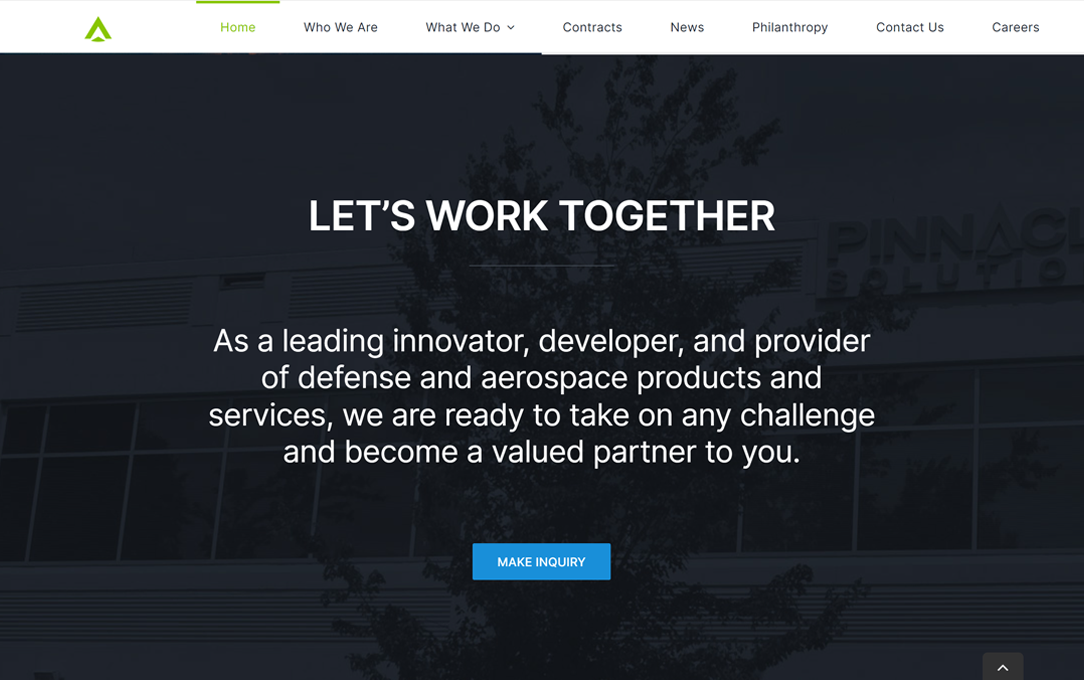 Home
Who We Are
What We Do
Contracts
News
Philanthropy
Contact Us
Careers
LET’S WORK TOGETHER
PINNACL
SOLUTIO
As a leading innovator, developer, and provider
of defense and aerospace products and
services, we are ready to take on any challenge
and become a valued partner to you.
MAKE INQUIRY